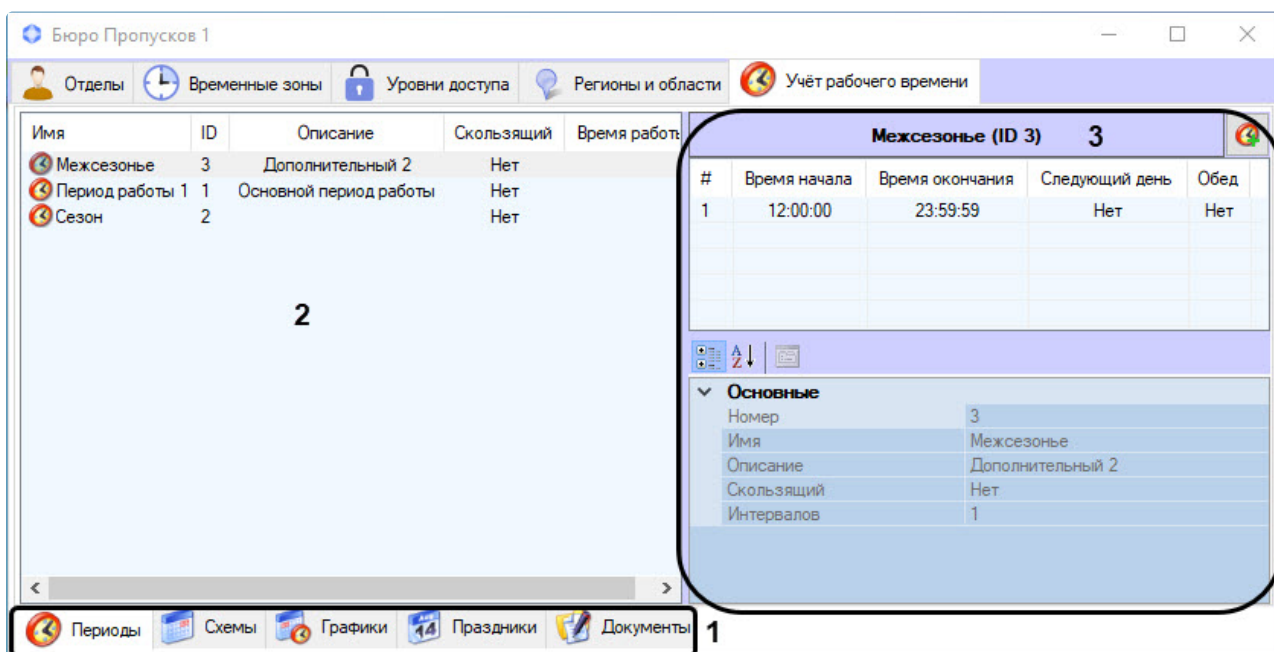 Бюро Пропусков 1
Отделы Временные зоны Уровни доступа Регионы и области Учёт рабочего времени
Имя ID Описание Скользящий Время работы
Межсезонье 3 Дополнительный 2 Нет
Период работы 1 1 Основной период работы Нет
Сезон 2 Нет
2
Межсезонье (ID 3) 3
# Время начала Время окончания Следующий день Обед
1 12:00:00 23:59:59 Нет Нет
Основные
Номер 3
Имя Межсезонье
Описание Дополнительный 2
Скользящий Нет
Интервалов 1
Периоды Схемы Графики 14 Праздники Документы 1